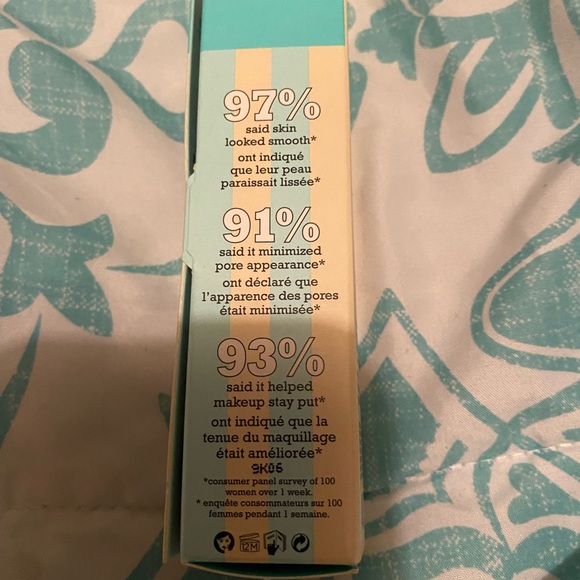 97%
said skin
looked smooth*
ont indiqué
que leur peau
paraissait lissée*
91%
said it minimized
pore appearance*
ont déclaré que
l'apparence des pores
était minimisée*
93%
said it helped
makeup stay put*
ont indiqué que la
tenue du maquillage
était améliorée*
9K06
*consumer panel survey of 100
women over 1 week.
* enquête consommateurs sur 100
femmes pendant 1 semaine.
12M